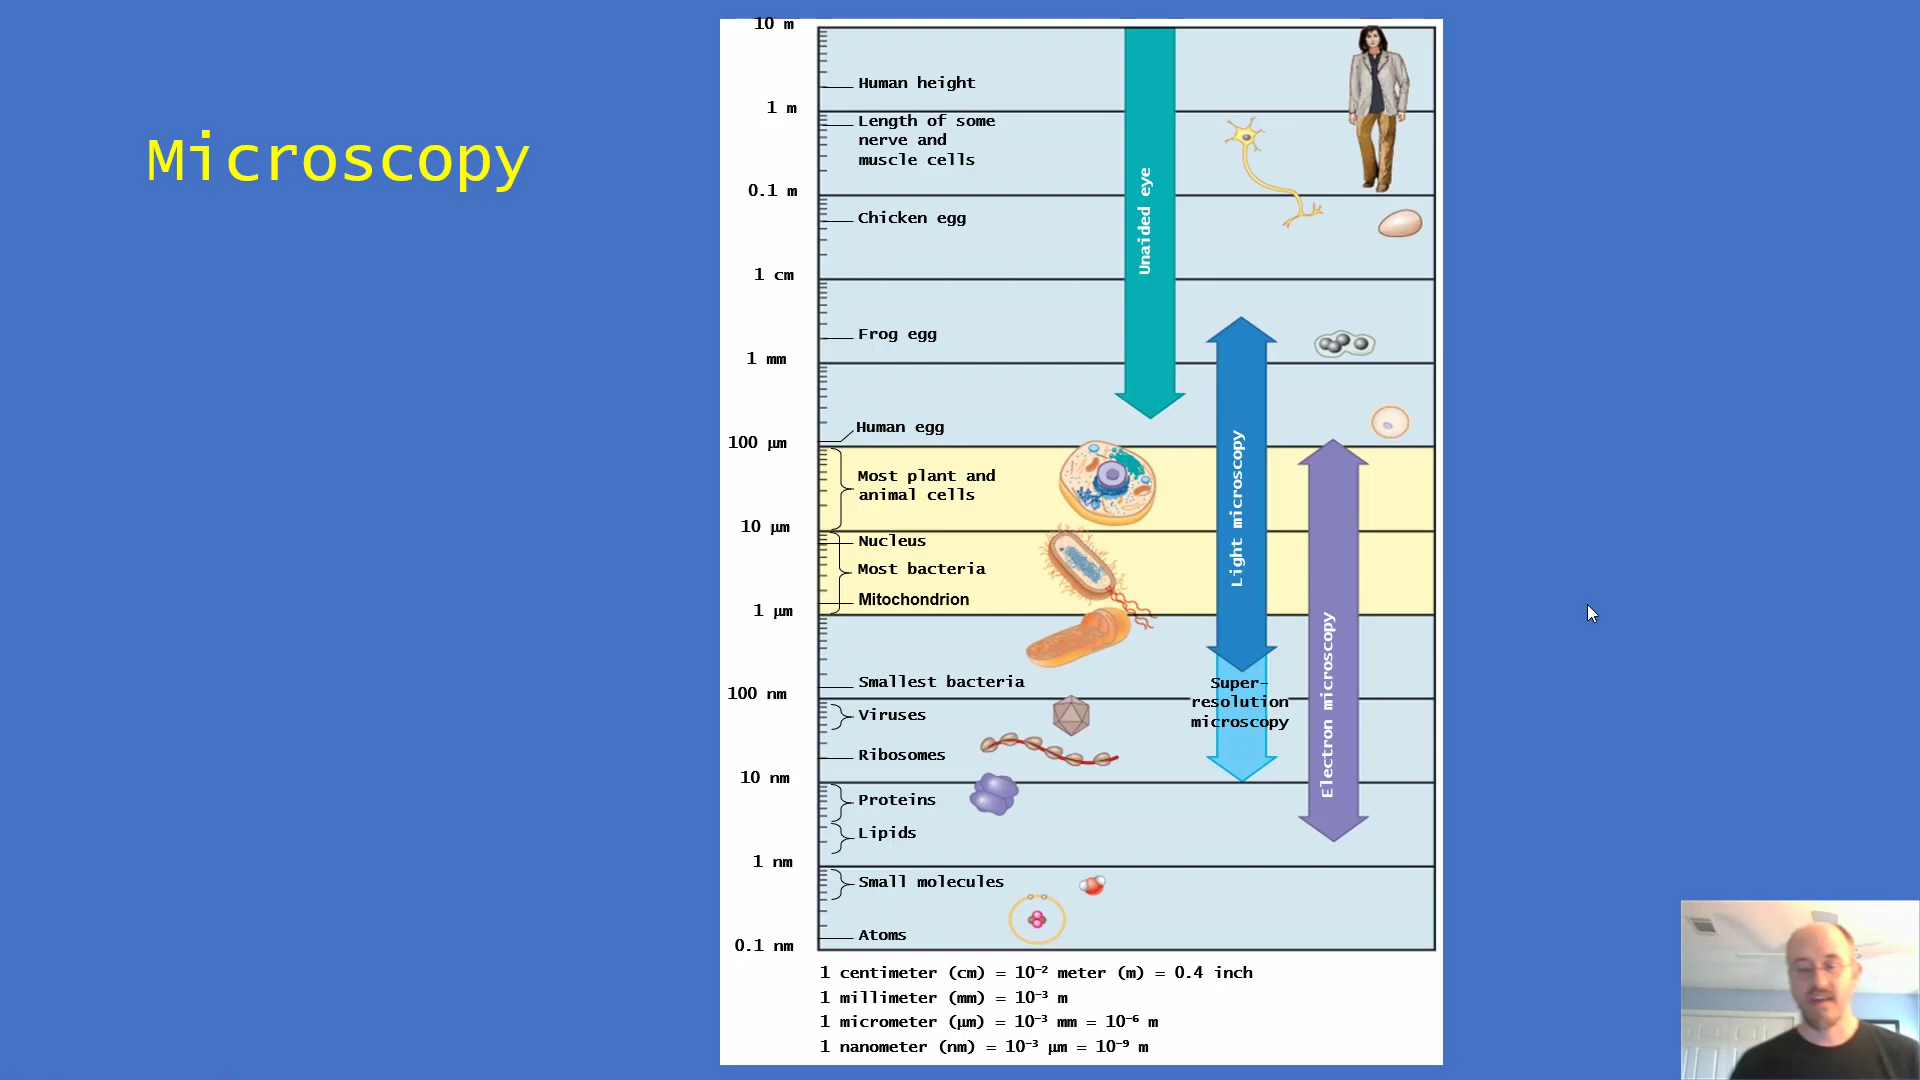 Microscopy
10 m
Human height
1 m
Length of some
nerve and
muscle cells
0.1 m
Chicken egg
1 cm
Frog egg
1 mm
Human egg
100 µm
Most plant and
animal cells
10 µm
Nucleus
Most bacteria
Mitochondrion
1 µm
Smallest bacteria
100 nm
Viruses
Ribosomes
10 nm
Proteins
Lipids
1 nm
Small molecules
Atoms
0.1 nm
Unaided eye
Light microscopy
Super-
resolution
microscopy
Electron microscopy
1 centimeter (cm) = 10⁻² meter (m) = 0.4 inch
1 millimeter (mm) = 10⁻³ m
1 micrometer (µm) = 10⁻³ mm = 10⁻⁶ m
1 nanometer (nm) = 10⁻³ µm = 10⁻⁹ m